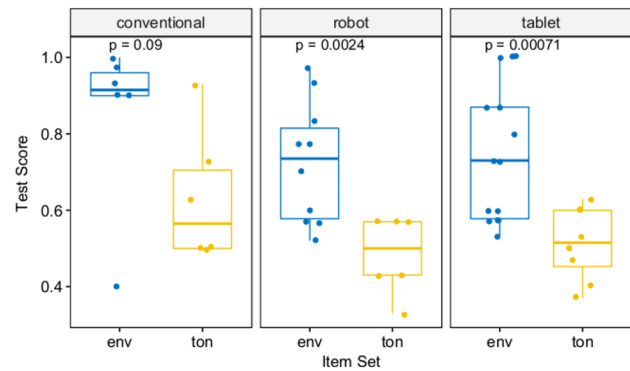 conventional robot tablet
p = 0.09 p = 0.0024 p = 0.00071
1.0
0.8
0.6
0.4
Test Score
env ton env ton env ton
Item Set